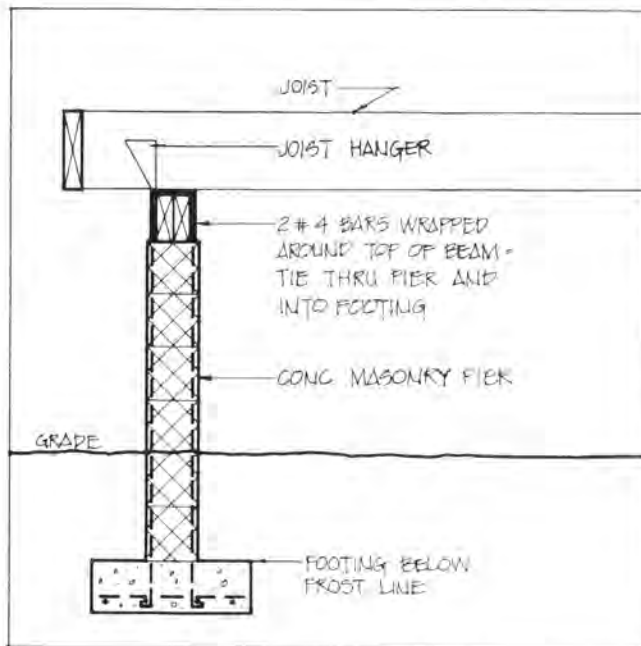 JOIST
JOIST HANGER
2 # 4 BARS WRAPPED
AROUND TOP OF BEAM -
TIE THRU PIER AND
INTO FOOTING
CONC MASONRY PIER
GRADE
FOOTING BELOW
FROST LINE